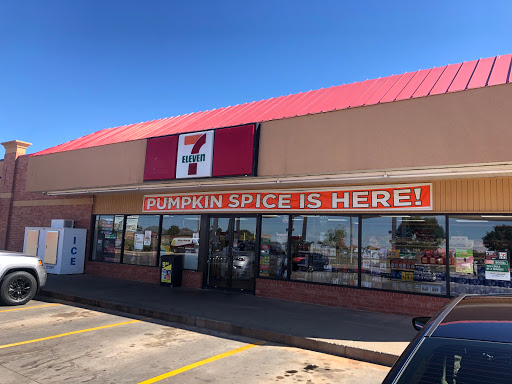 7
ELEVEN
PUMPKIN SPICE IS HERE!
ICE